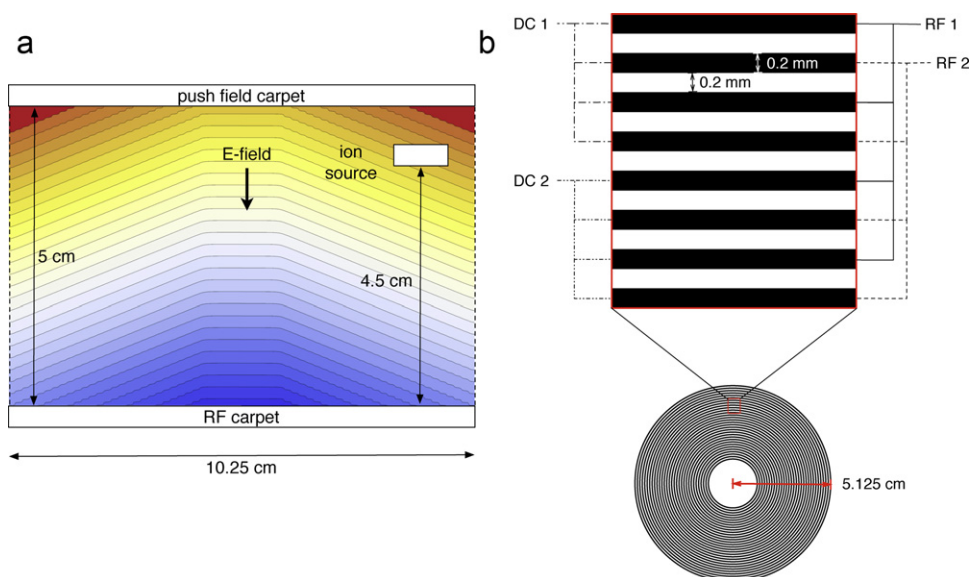 a
push field carpet
E-field
ion
source
5 cm
4.5 cm
RF carpet
10.25 cm
b
DC 1
RF 1
RF 2
0.2 mm
0.2 mm
DC 2
5.125 cm